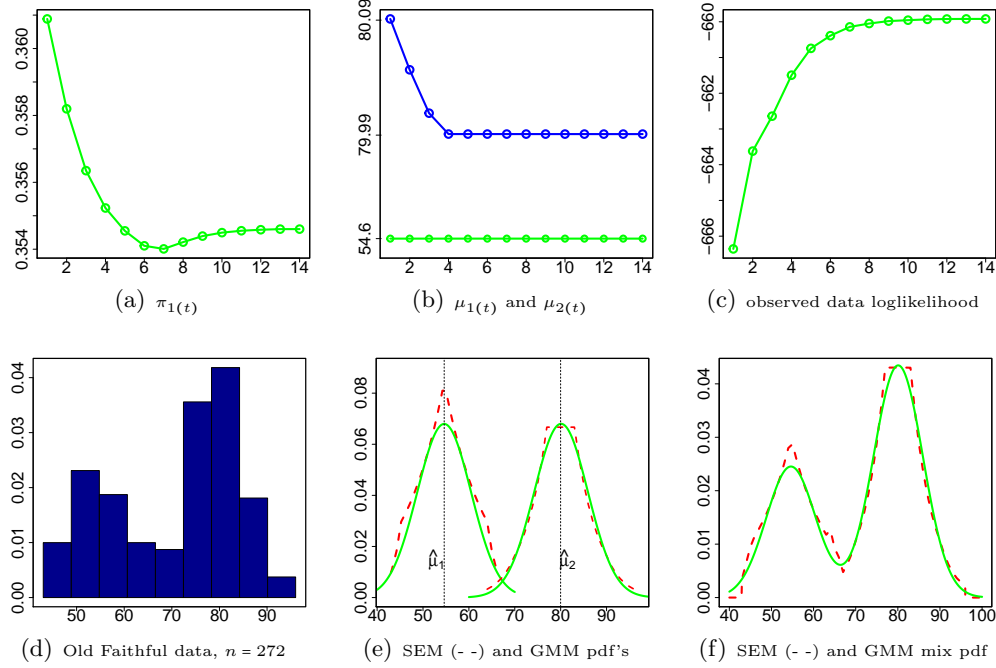 0.360
0.358
0.356
0.354
2 4 6 8 10 12 14
(a) π1(t)
80.09
79.99
54.6
2 4 6 8 10 12 14
(b) μ1(t) and μ2(t)
-660
-662
-664
-666
2 4 6 8 10 12 14
(c) observed data loglikelihood
0.04
0.03
0.02
0.01
0.00
50 60 70 80 90
(d) Old Faithful data, n = 272
0.08
0.06
0.04
0.02
0.00
μ̂1 μ̂2
40 50 60 70 80 90
(e) SEM (- -) and GMM pdf's
0.04
0.03
0.02
0.01
0.00
40 50 60 70 80 90 100
(f) SEM (- -) and GMM mix pdf